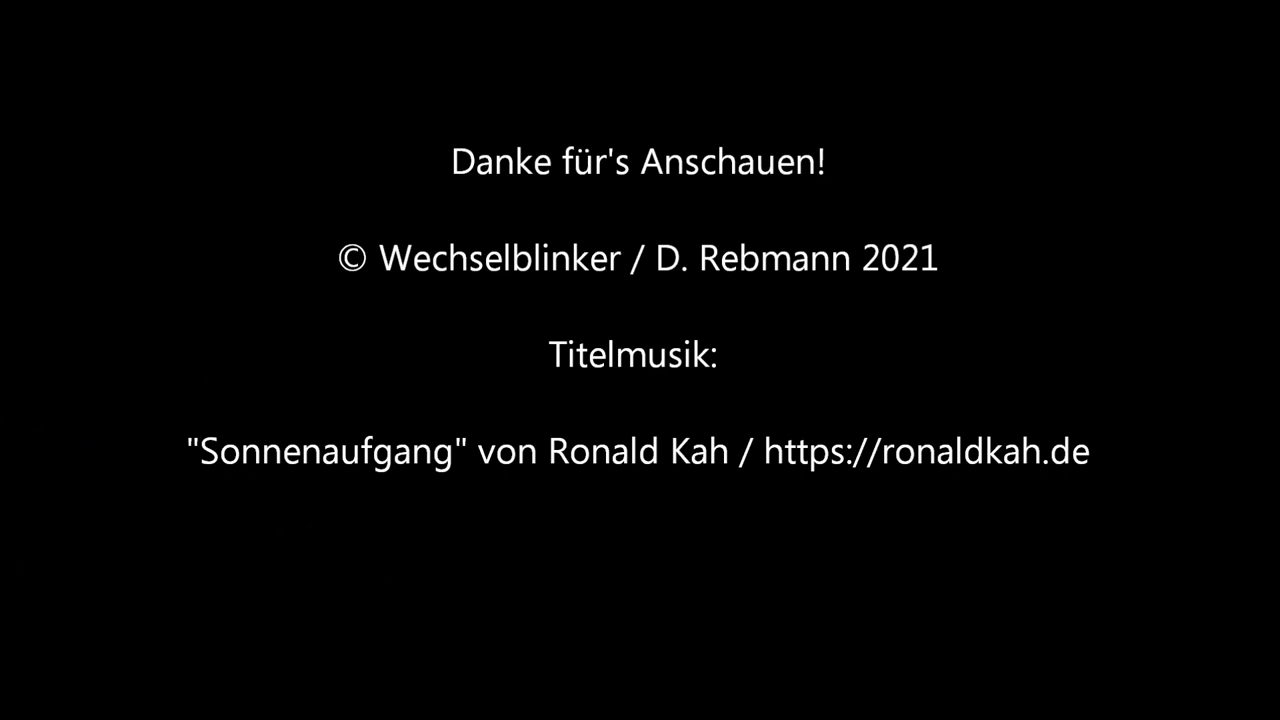 Danke für's Anschauen!
© Wechselblinker / D. Rebmann 2021
Titelmusik:
"Sonnenaufgang" von Ronald Kah / https://ronaldkah.de